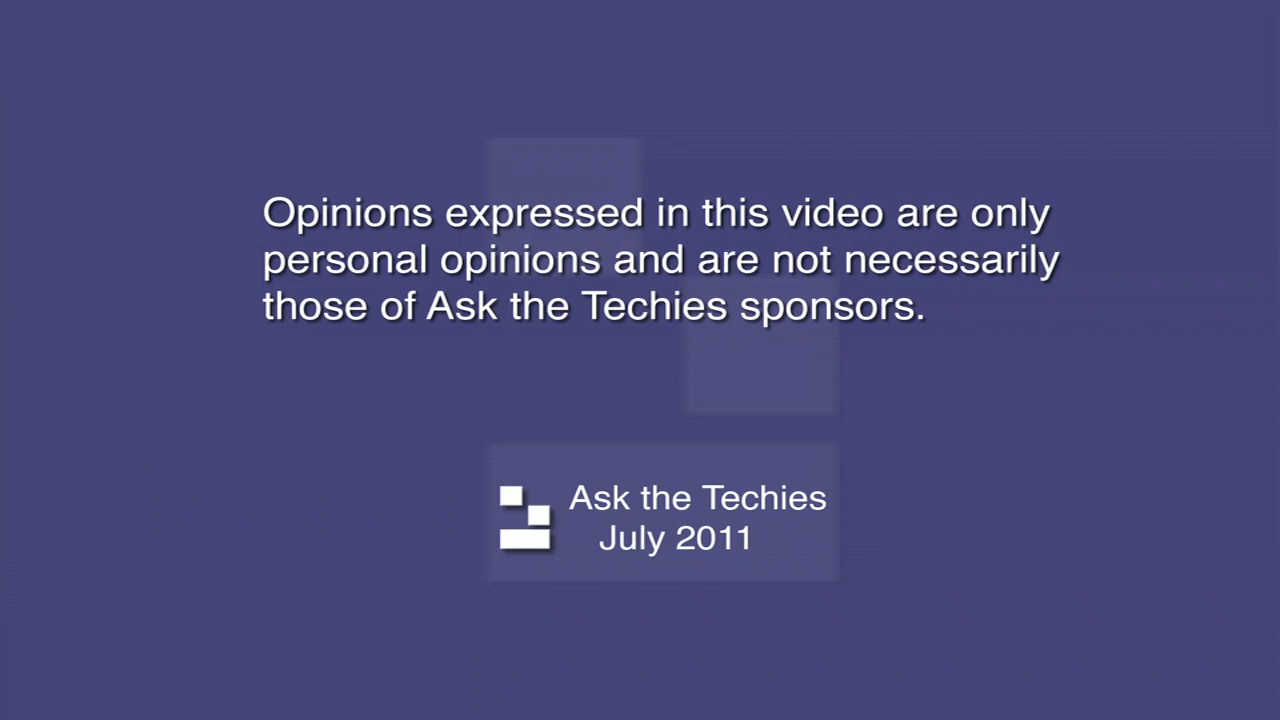 Opinions expressed in this video are only
personal opinions and are not necessarily
those of Ask the Techies sponsors.
Ask the Techies
July 2011